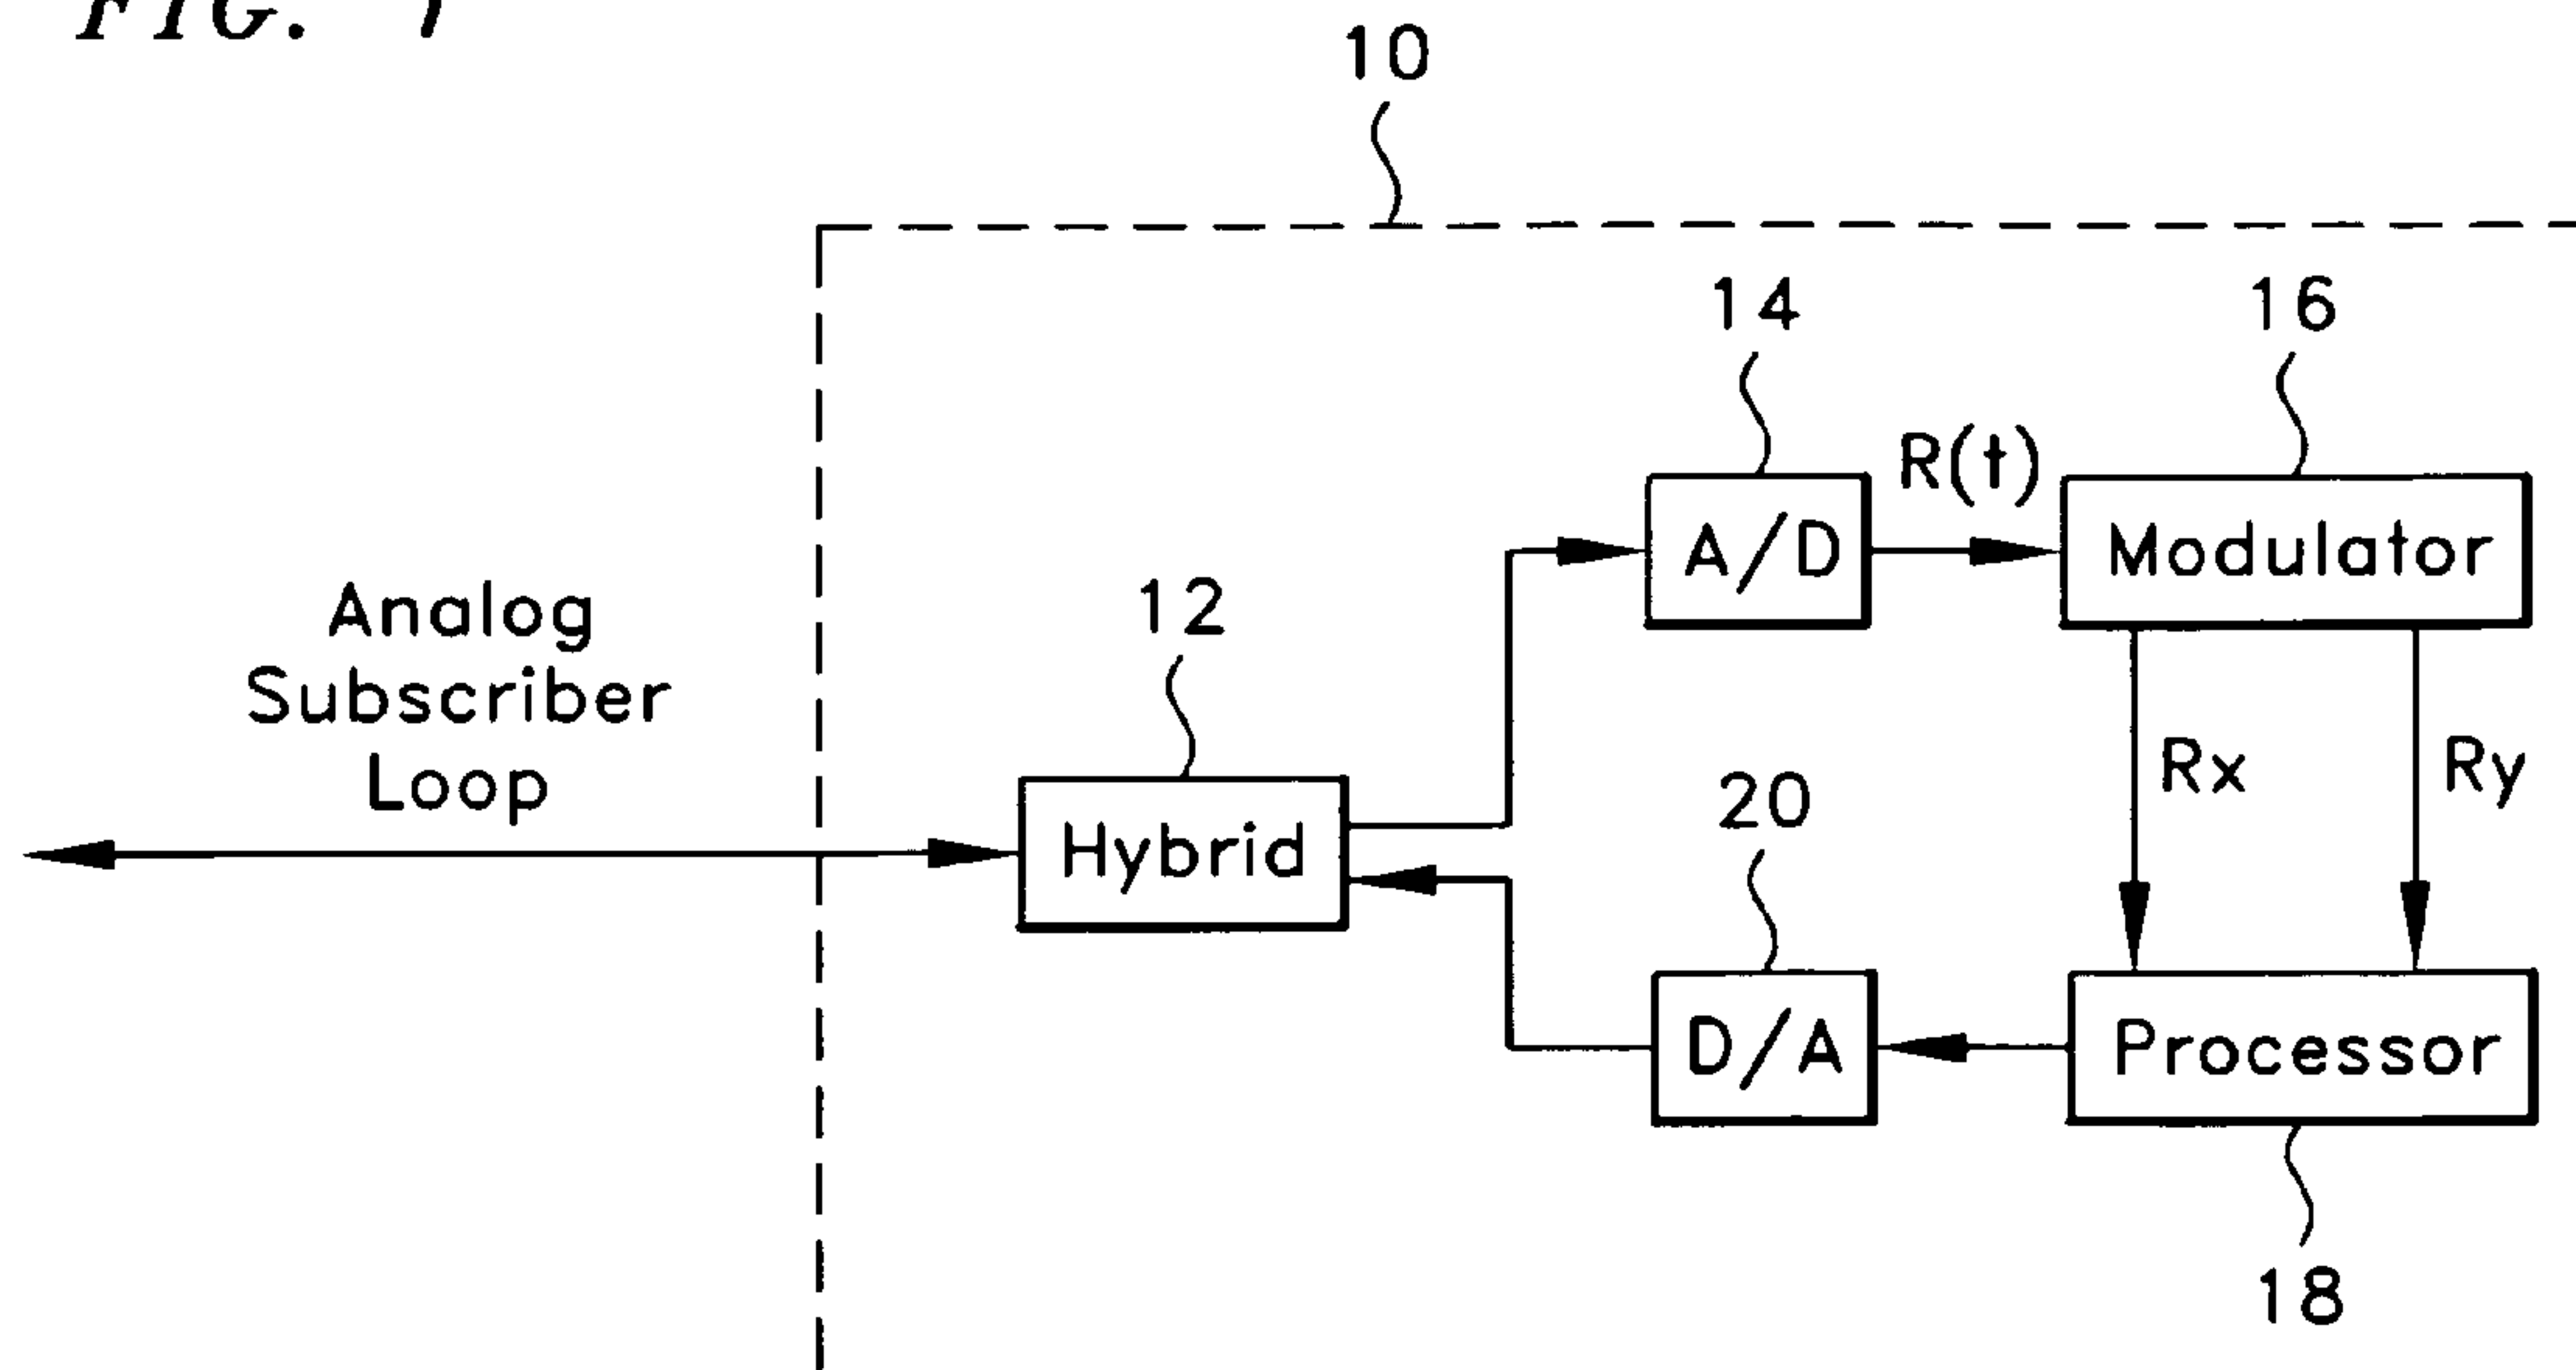 FIG. 1
10
14
16
R(t)
A/D
Modulator
Analog
Subscriber
Loop
12
Rx
Ry
20
Hybrid
D/A
Processor
18